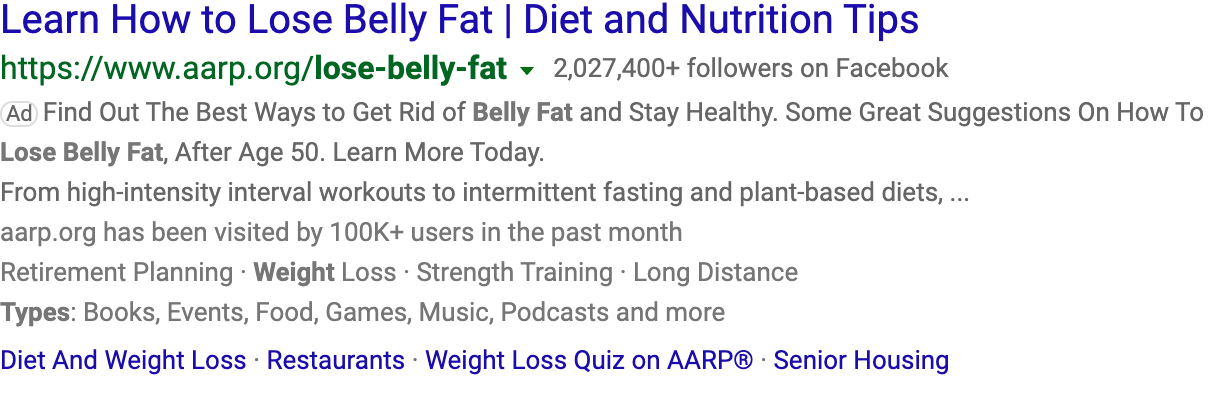 Learn How to Lose Belly Fat | Diet and Nutrition Tips
https://www.aarp.org/lose-belly-fat 2,027,400+ followers on Facebook
Ad Find Out The Best Ways to Get Rid of Belly Fat and Stay Healthy. Some Great Suggestions On How To
Lose Belly Fat, After Age 50. Learn More Today.
From high-intensity interval workouts to intermittent fasting and plant-based diets, ...
aarp.org has been visited by 100K+ users in the past month
Retirement Planning · Weight Loss · Strength Training · Long Distance
Types: Books, Events, Food, Games, Music, Podcasts and more
Diet And Weight Loss · Restaurants · Weight Loss Quiz on AARP® · Senior Housing